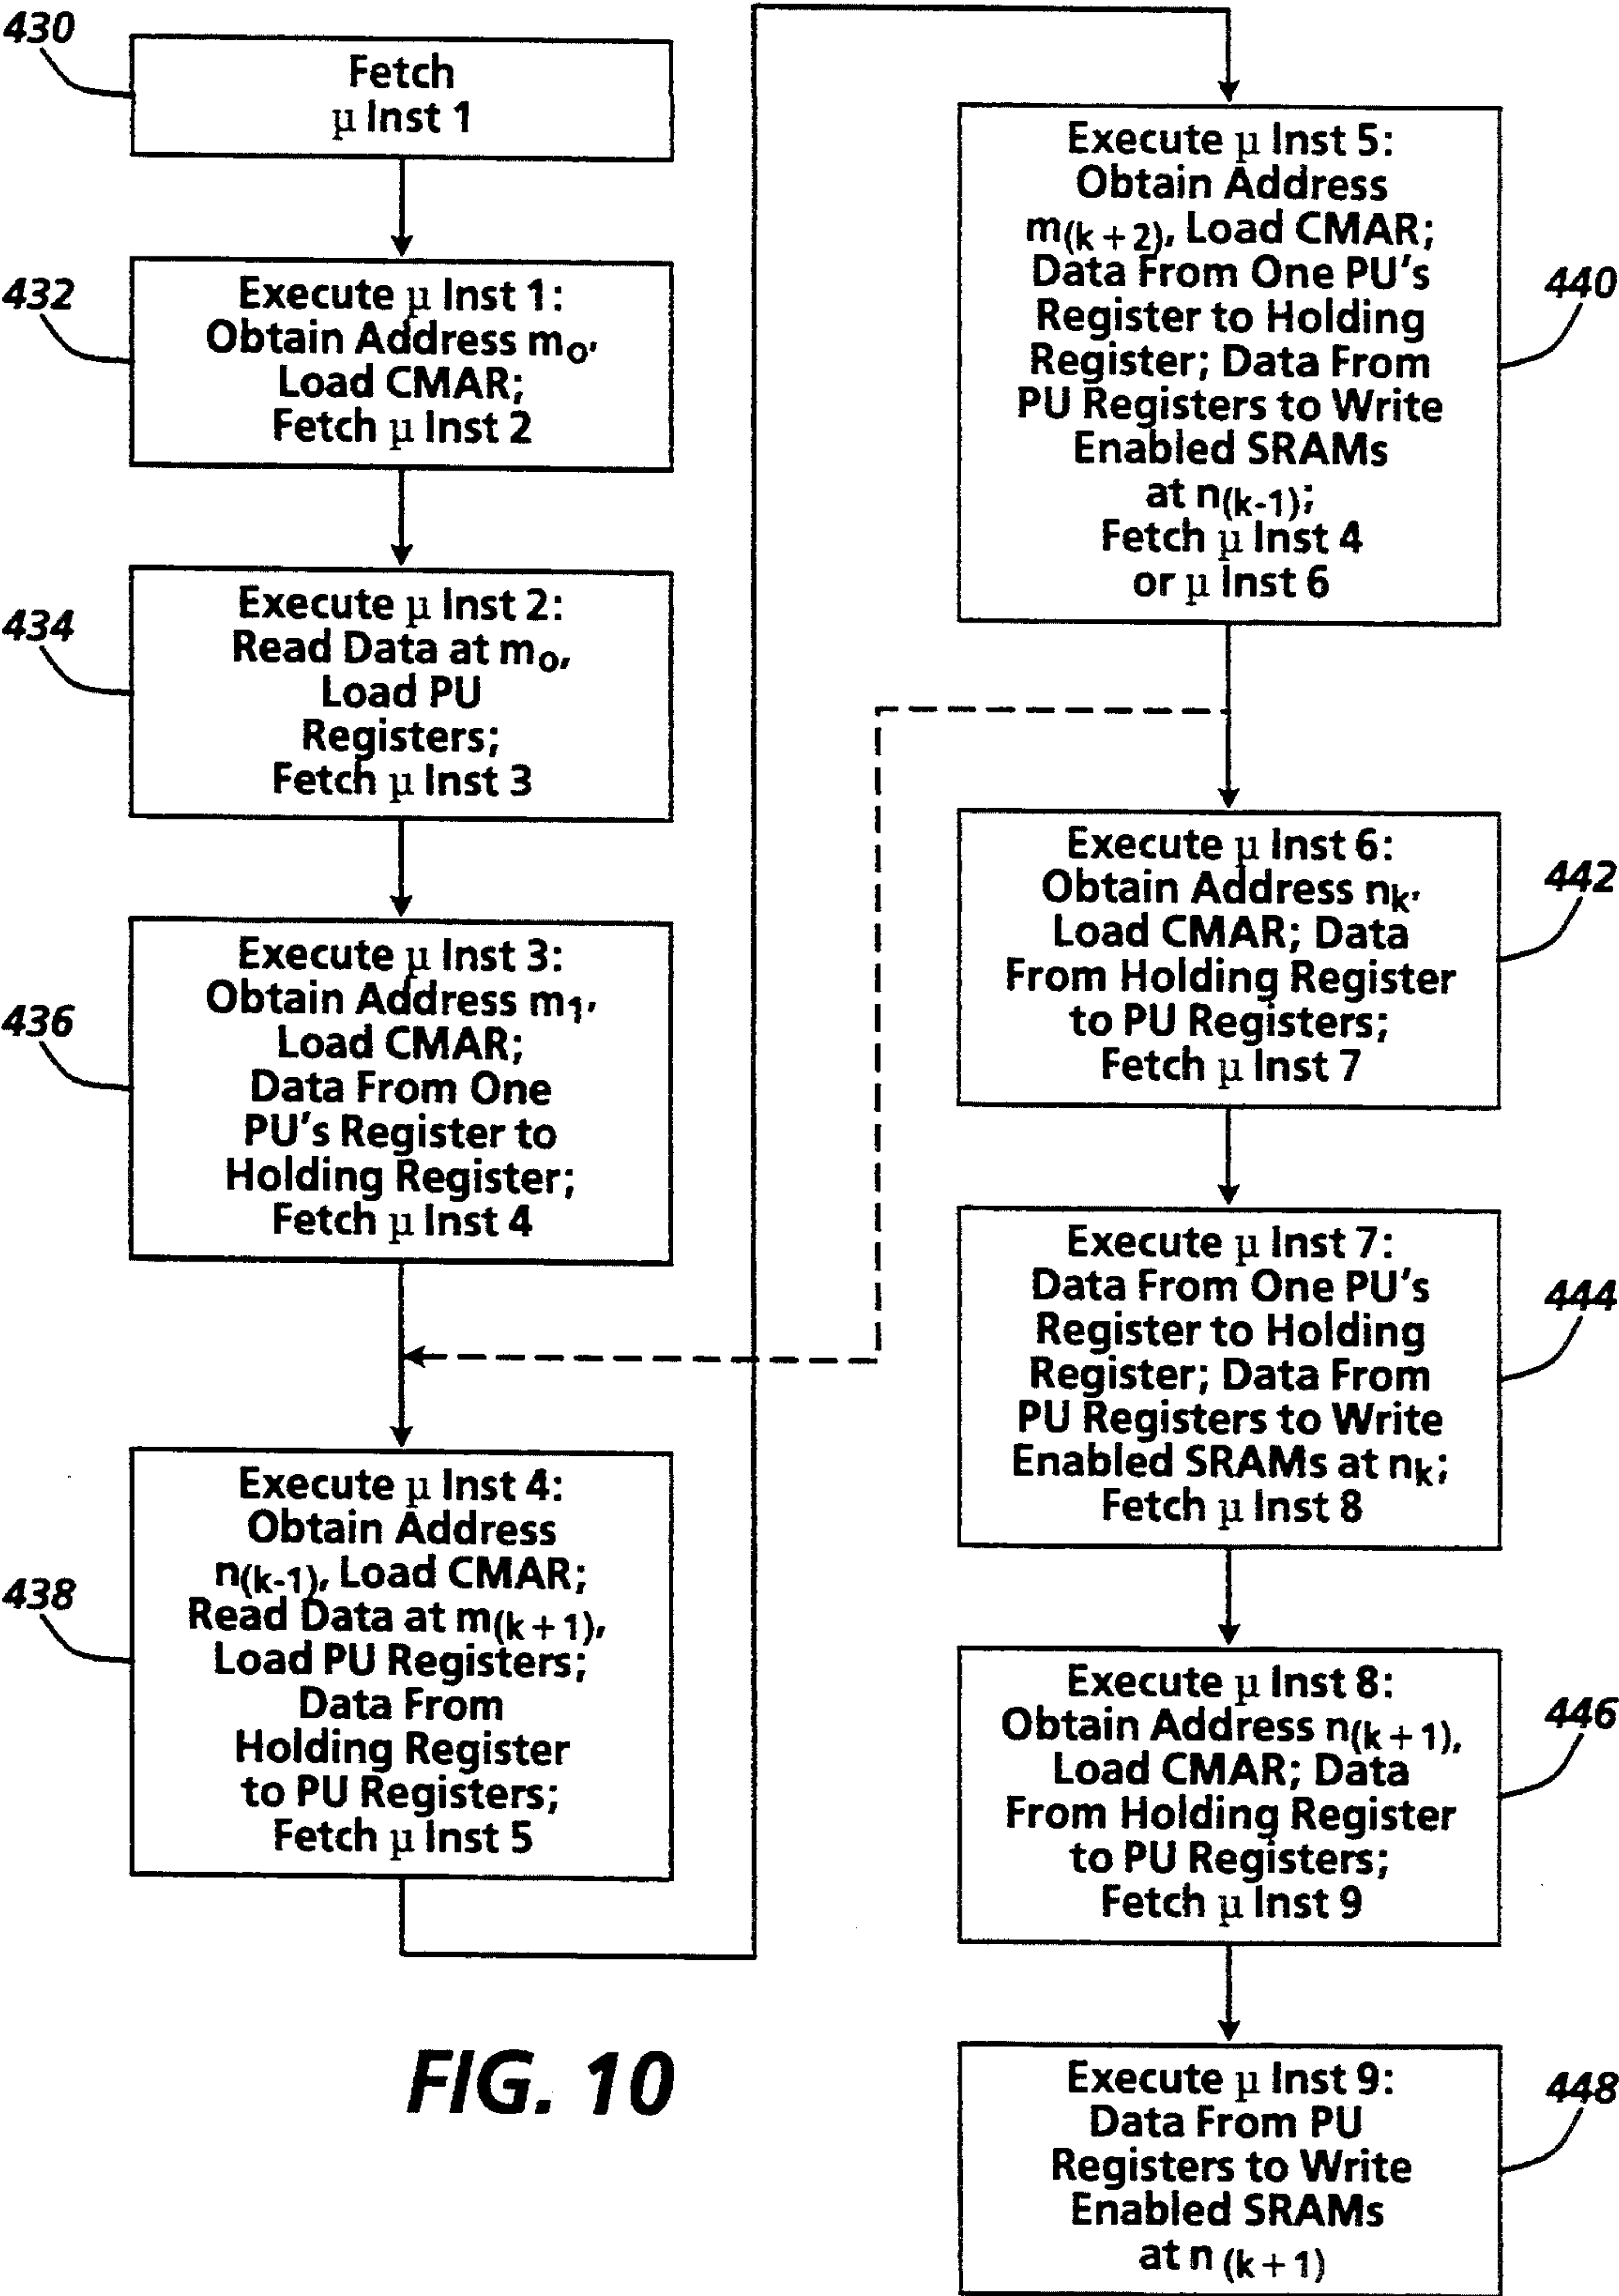 430
Fetch
µ Inst 1
432
Execute µ Inst 1:
Obtain Address m₀,
Load CMAR;
Fetch µ Inst 2
434
Execute µ Inst 2:
Read Data at m₀,
Load PU
Registers;
Fetch µ Inst 3
436
Execute µ Inst 3:
Obtain Address m₁,
Load CMAR;
Data From One
PU's Register to
Holding Register;
Fetch µ Inst 4
438
Execute µ Inst 4:
Obtain Address
n(k-1), Load CMAR;
Read Data at m(k + 1),
Load PU Registers;
Data From
Holding Register
to PU Registers;
Fetch µ Inst 5
440
Execute µ Inst 5:
Obtain Address
m(k + 2), Load CMAR;
Data From One PU's
Register to Holding
Register; Data From
PU Registers to Write
Enabled SRAMs
at n(k-1);
Fetch µ Inst 4
or µ Inst 6
442
Execute µ Inst 6:
Obtain Address nk,
Load CMAR; Data
From Holding Register
to PU Registers;
Fetch µ Inst 7
444
Execute µ Inst 7:
Data From One PU's
Register to Holding
Register; Data From
PU Registers to Write
Enabled SRAMs at nk;
Fetch µ Inst 8
446
Execute µ Inst 8:
Obtain Address n(k + 1),
Load CMAR; Data
From Holding Register
to PU Registers;
Fetch µ Inst 9
448
Execute µ Inst 9:
Data From PU
Registers to Write
Enabled SRAMs
at n (k + 1)
FIG. 10